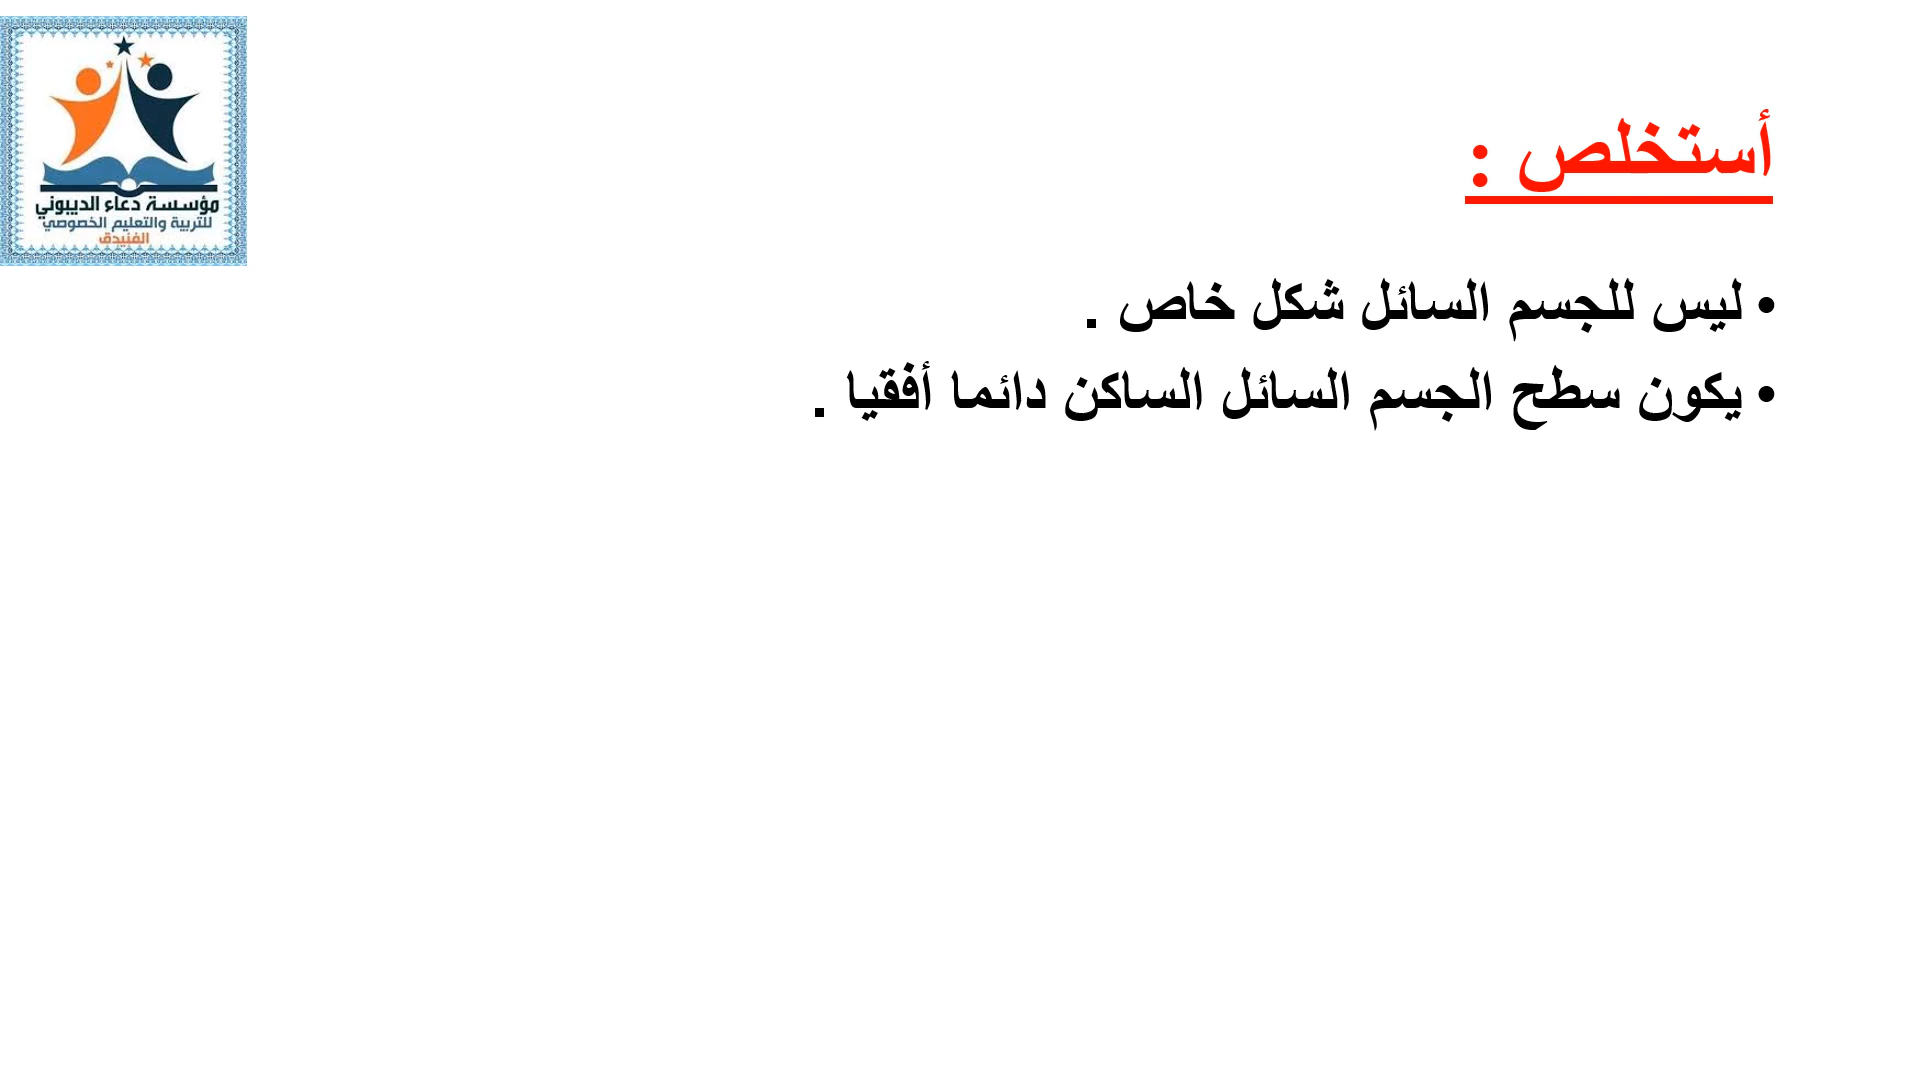 مؤسسة دعاء الديبوني
للتربية والتعليم الخصوصي
الفنيدق
أستخلص :
• ليس للجسم السائل شكل خاص .
• يكون سطح الجسم السائل الساكن دائما أفقيا .